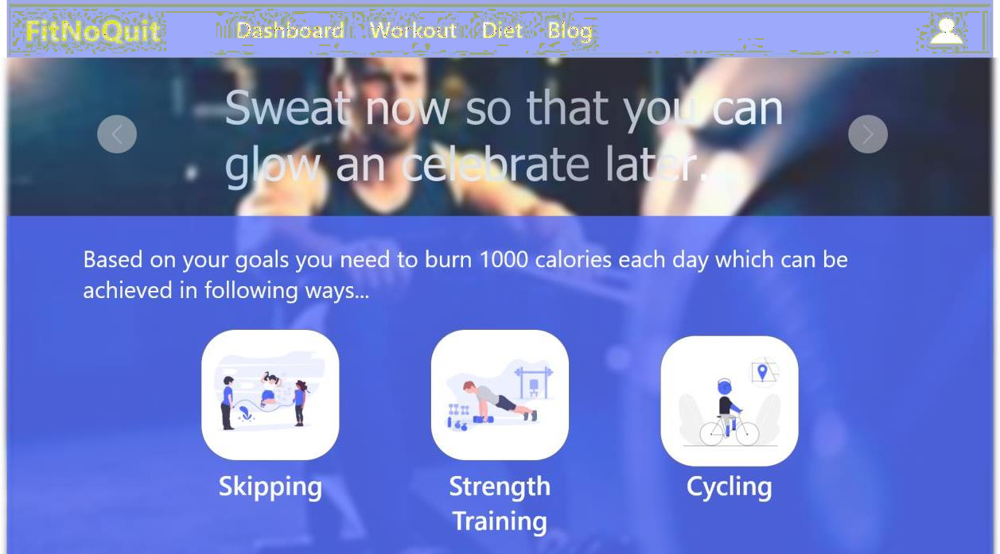 FitNoQuit Dashboard Workout Diet Blog
Sweat now so that you can
glow an celebrate later.
Based on your goals you need to burn 1000 calories each day which can be
achieved in following ways...
Skipping Strength Cycling
Training